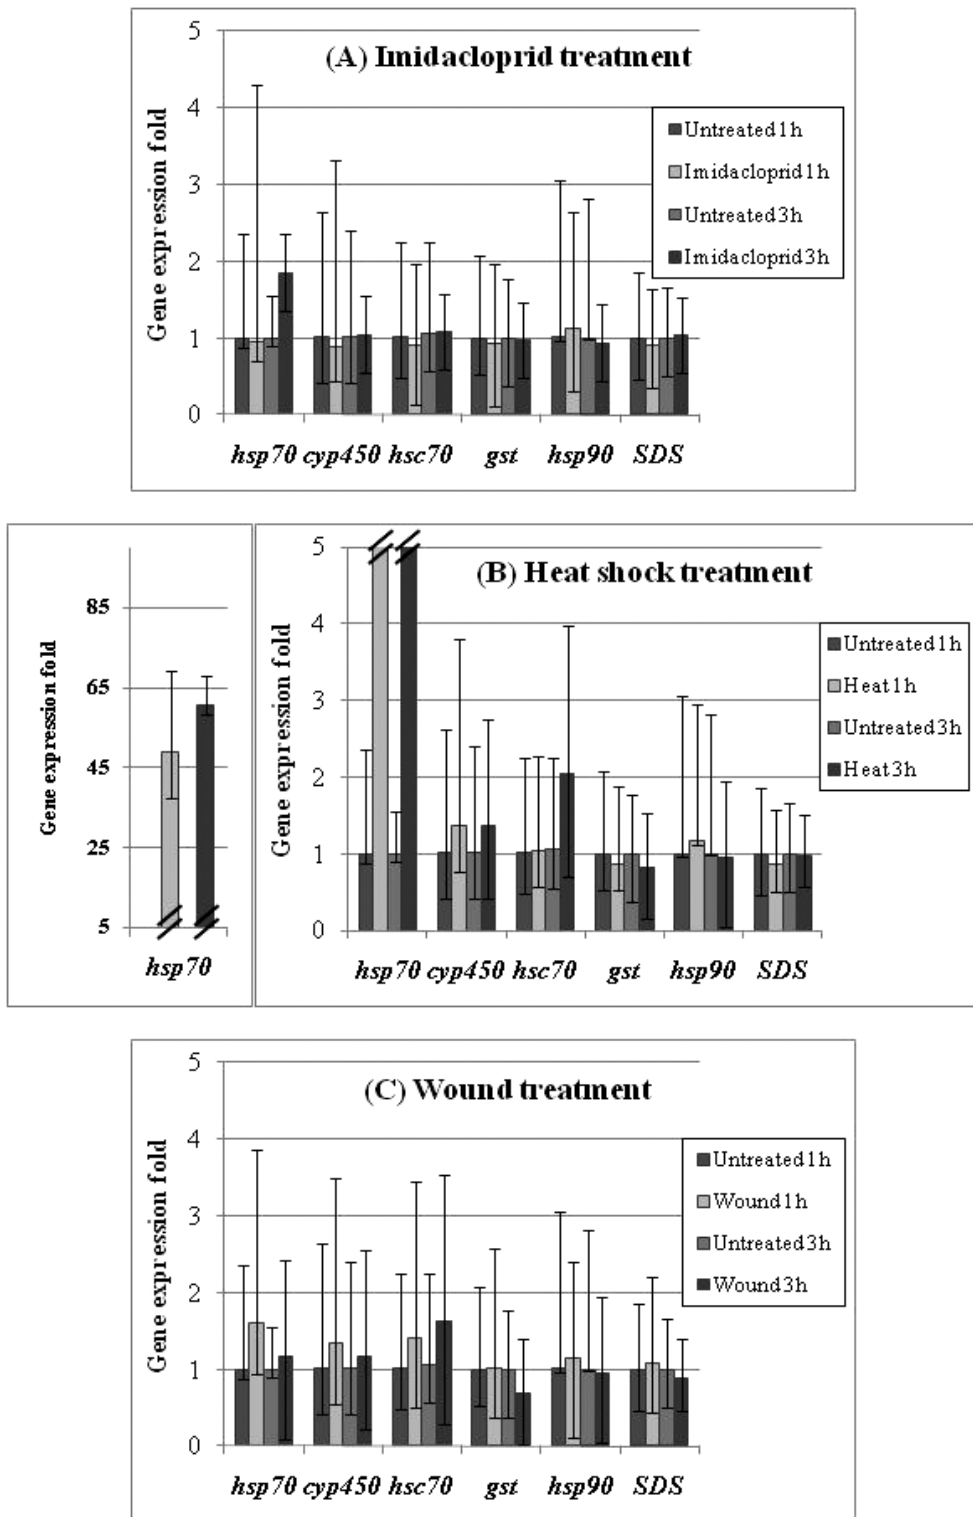 (A) Imidacloprid treatment
Gene expression fold
5
4
3
2
1
0
Untreated1h
Imidacloprid1h
Untreated3h
Imidacloprid3h
hsp70 cyp450 hsc70 gst hsp90 SDS
Gene expression fold
85
65
45
25
5
hsp70
(B) Heat shock treatment
Gene expression fold
5
4
3
2
1
0
Untreated1h
Heat1h
Untreated3h
Heat3h
hsp70 cyp450 hsc70 gst hsp90 SDS
(C) Wound treatment
Gene expression fold
5
4
3
2
1
0
Untreated1h
Wound1h
Untreated3h
Wound3h
hsp70 cyp450 hsc70 gst hsp90 SDS